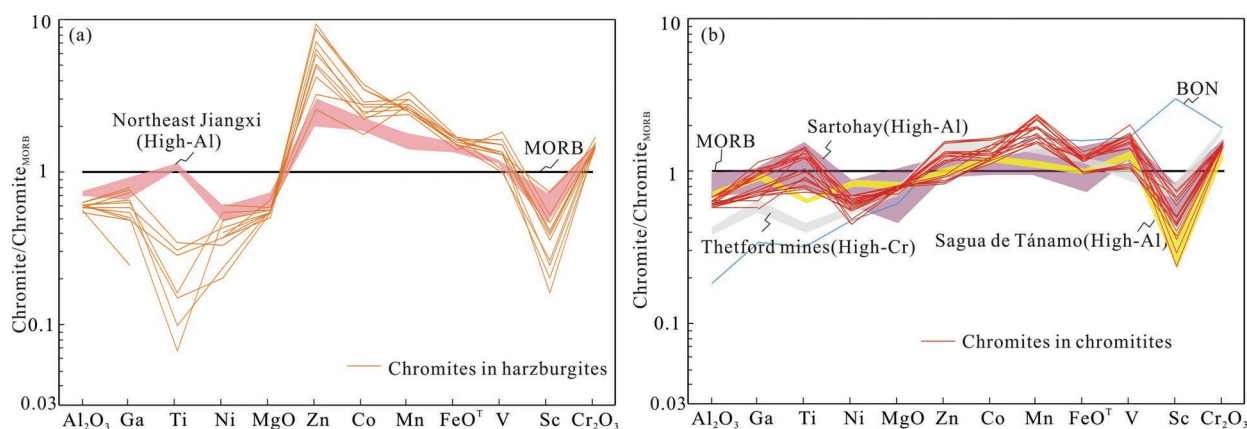 (a)
Chromite/Chromite_MORB
10
1
0.1
0.03
Northeast Jiangxi
(High-Al)
MORB
Chromites in harzburgites
Al₂O₃ Ga Ti Ni MgO Zn Co Mn FeOᵀ V Sc Cr₂O₃
(b)
Chromite/Chromite_MORB
10
1
0.1
0.03
BON
MORB
Sartohay(High-Al)
Thetford mines(High-Cr)
Sagua de Tánamo(High-Al)
Chromites in chromitites
Al₂O₃ Ga Ti Ni MgO Zn Co Mn FeOᵀ V Sc Cr₂O₃